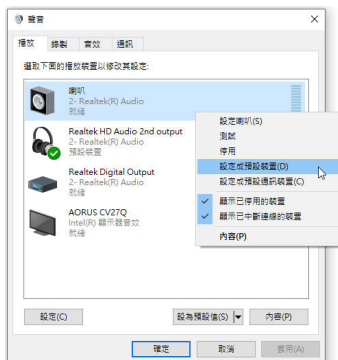 聲音
播放 錄製 音效 通訊
選取下面的播放裝置以修改其設定:
喇叭
2- Realtek(R) Audio
就緒
Realtek HD Audio 2nd output
2- Realtek(R) Audio
預設裝置
Realtek Digital Output
2- Realtek(R) Audio
就緒
AORUS CV27Q
Intel(R) 顯示器音效
就緒
設定喇叭(S)
測試
停用
設定成預設裝置(D)
設定成預設通訊裝置(C)
顯示已停用的裝置
顯示已中斷連線的裝置
內容(P)
設定(C) 設為預設值(S) 內容(P)
確定 取消 套用(A)